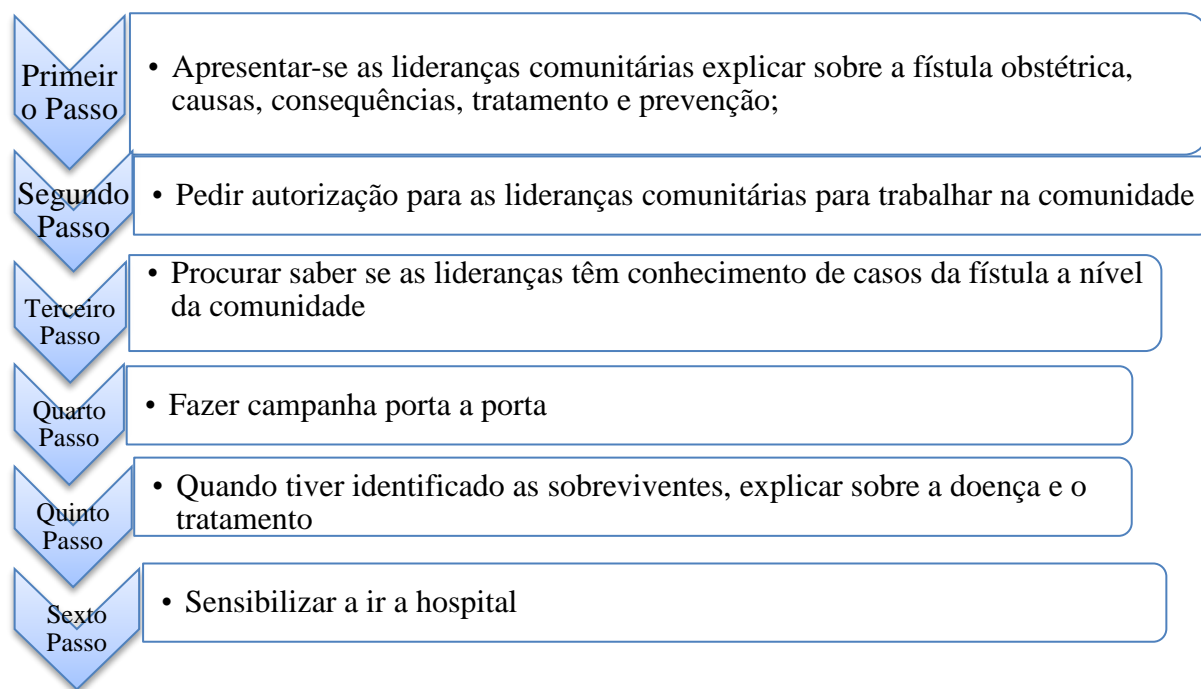 Primeir
o Passo
• Apresentar-se as lideranças comunitárias explicar sobre a fístula obstétrica,
causas, consequências, tratamento e prevenção;
Segundo
Passo
• Pedir autorização para as lideranças comunitárias para trabalhar na comunidade
Terceiro
Passo
• Procurar saber se as lideranças têm conhecimento de casos da fístula a nível
da comunidade
Quarto
Passo
• Fazer campanha porta a porta
Quinto
Passo
• Quando tiver identificado as sobreviventes, explicar sobre a doença e o
tratamento
Sexto
Passo
• Sensibilizar a ir a hospital